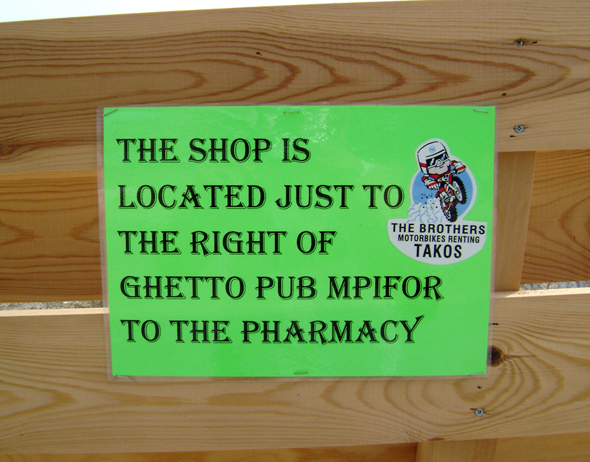 THE SHOP IS
LOCATED JUST TO
THE RIGHT OF
GHETTO PUB MPIFOR
TO THE PHARMACY
THE BROTHERS
MOTORBIKES RENTING
TAKOS